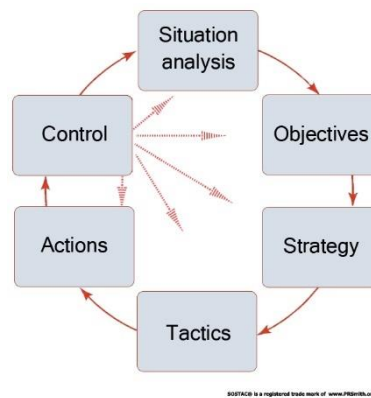 Situation
analysis
Objectives
Strategy
Tactics
Actions
Control
SOSTAC® is a registered trade mark of www.PRSmith.o